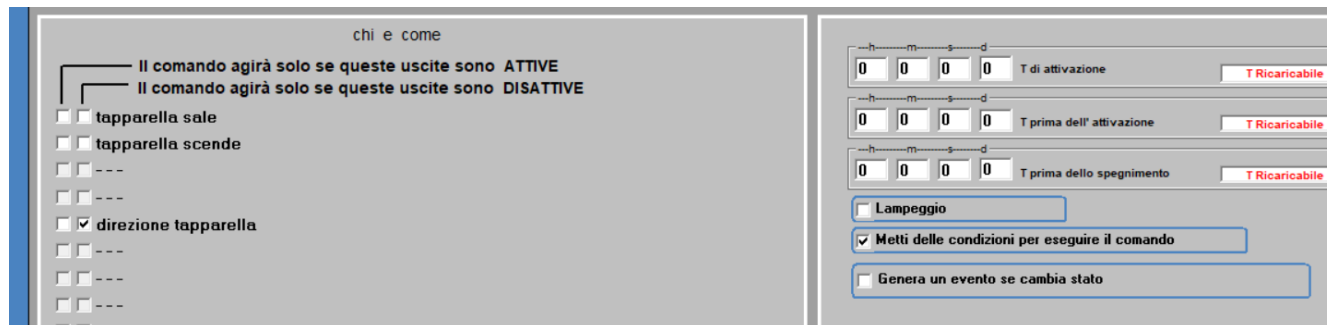 chi e come
Il comando agirà solo se queste uscite sono ATTIVE
Il comando agirà solo se queste uscite sono DISATTIVE
tapparella sale
tapparella scende
---
---
direzione tapparella
---
---
---
---h---------m---------s--------d
0 0 0 0 T di attivazione T Ricaricabile
---h---------m---------s--------d
0 0 0 0 T prima dell' attivazione T Ricaricabile
---h---------m---------s--------d
0 0 0 0 T prima dello spegnimento T Ricaricabile
Lampeggio
Metti delle condizioni per eseguire il comando
Genera un evento se cambia stato